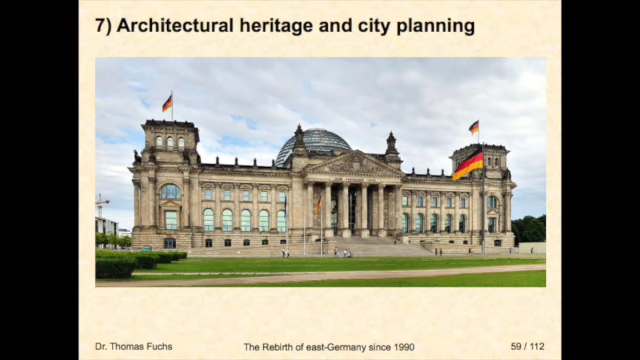 7) Architectural heritage and city planning
Dr. Thomas Fuchs
The Rebirth of east-Germany since 1990
59 / 112